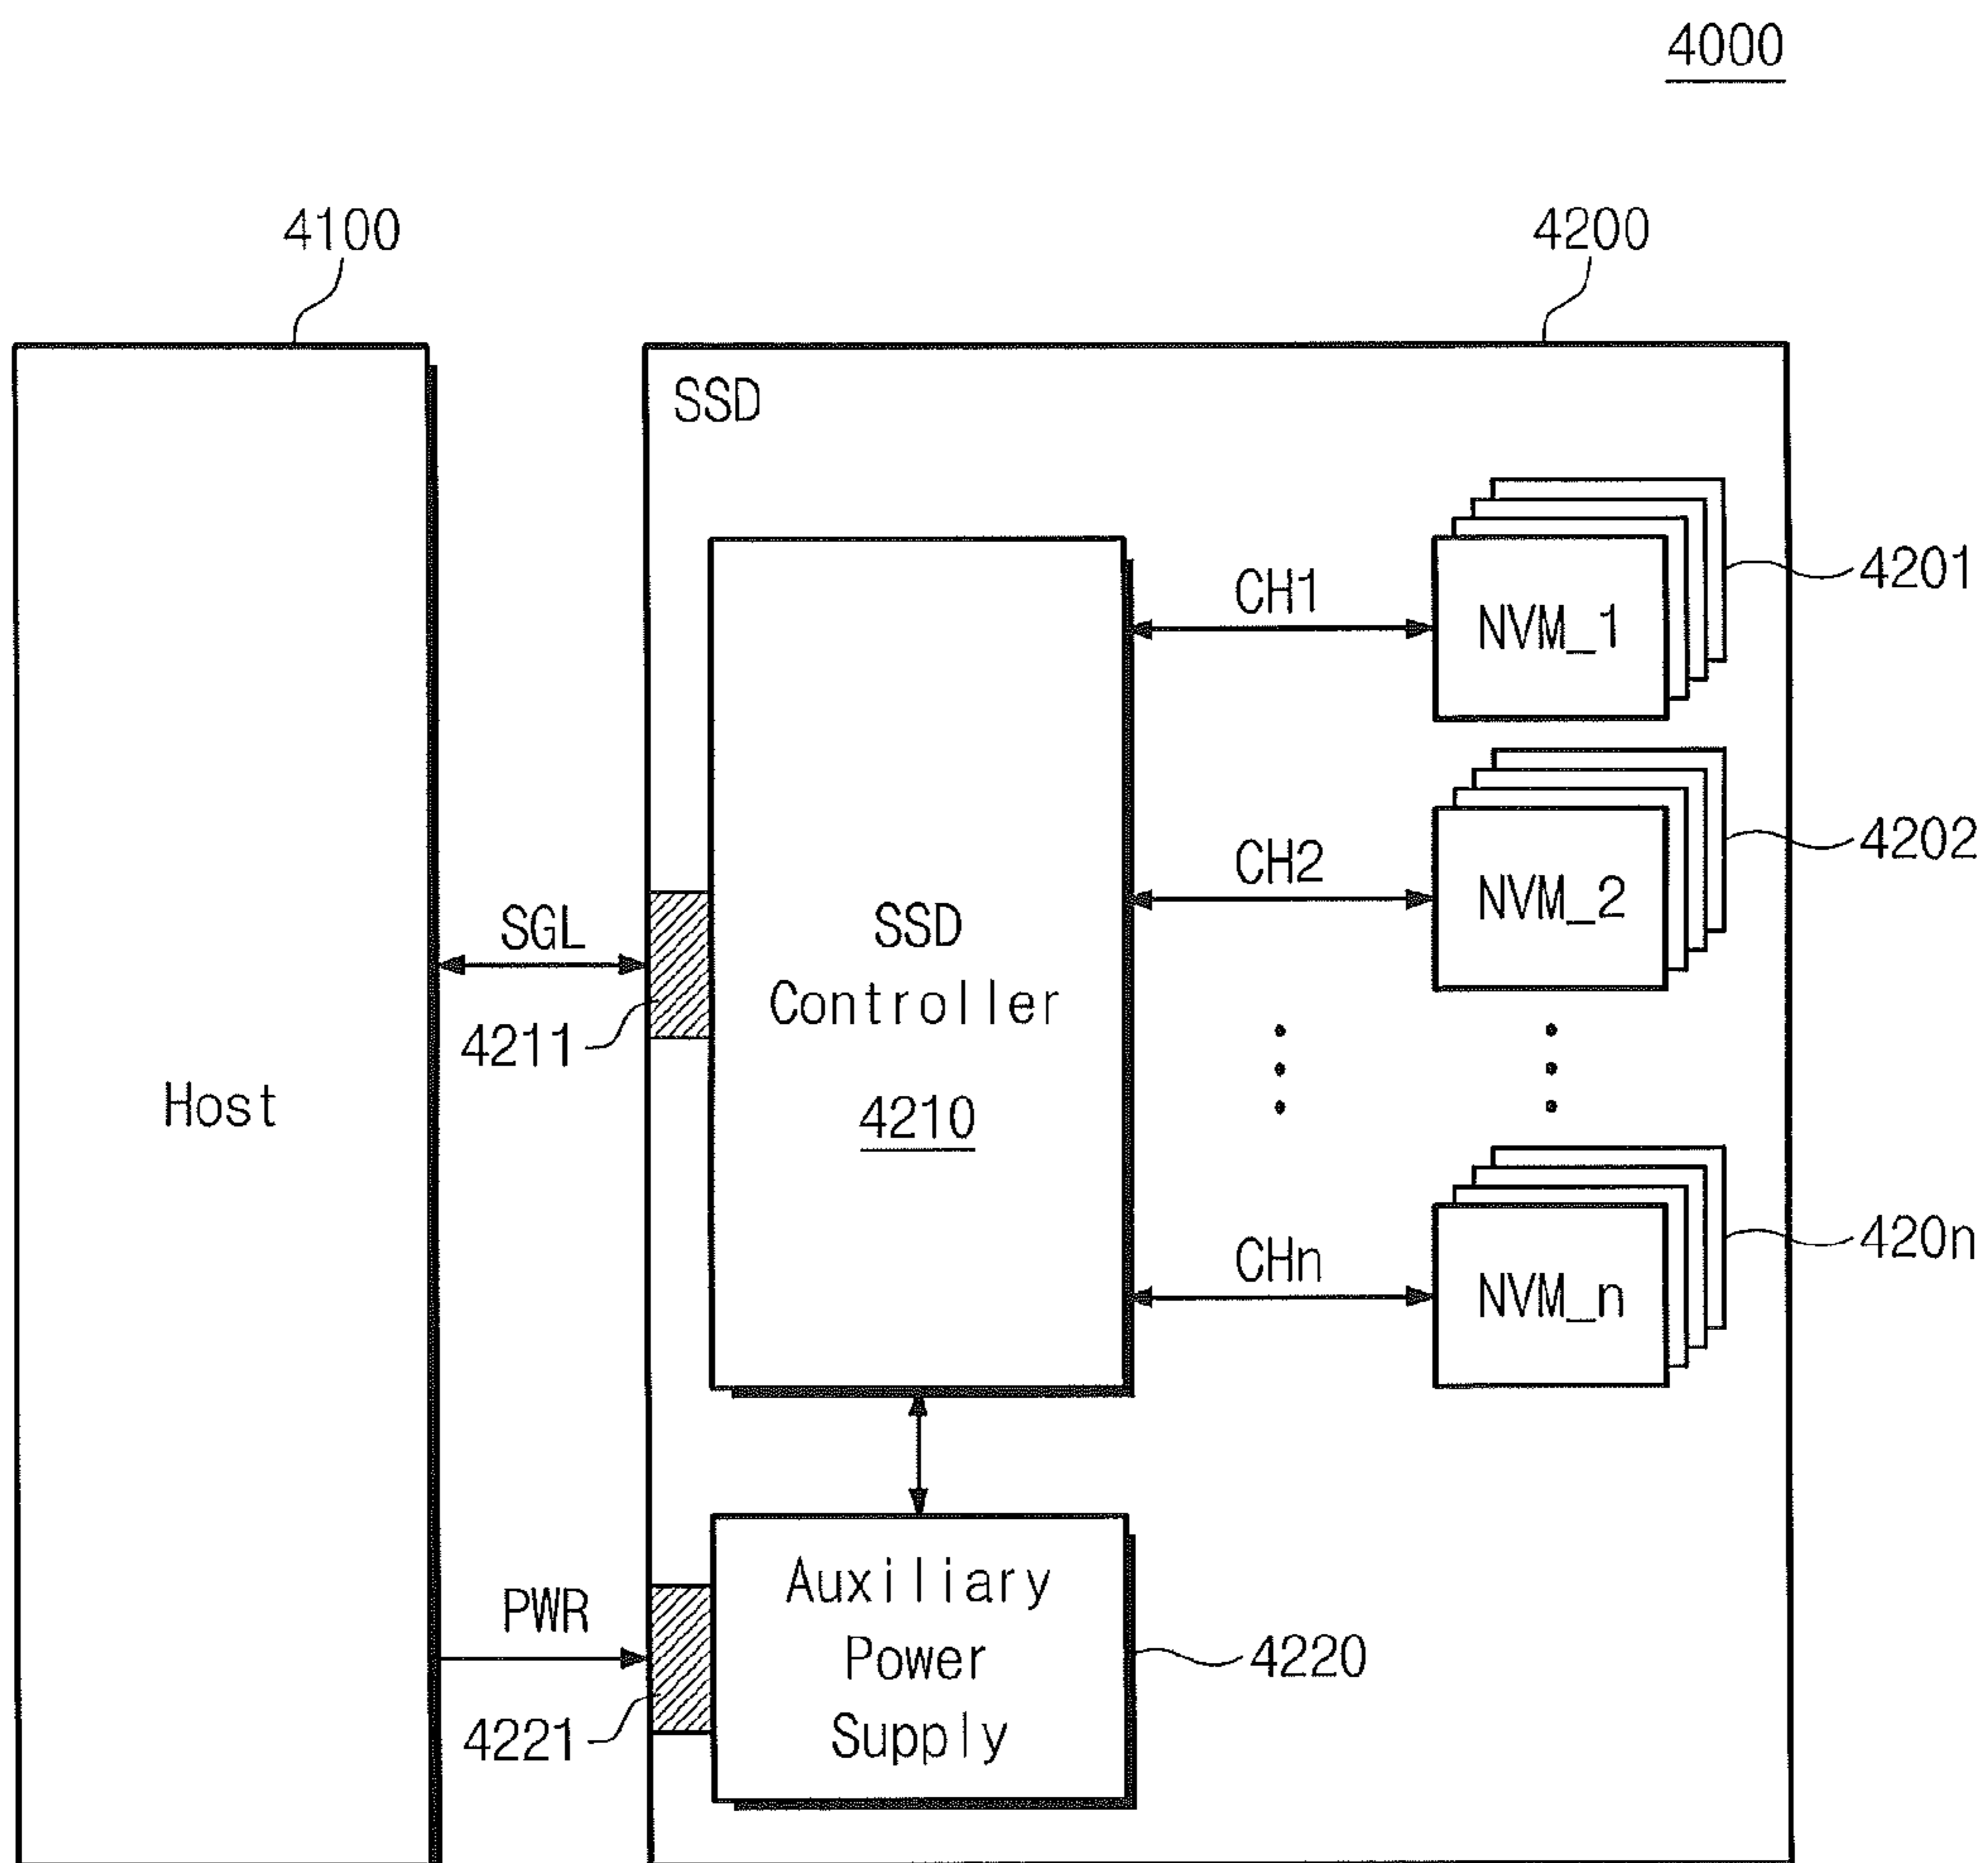 4000
4100
4200
SSD
4201
CH1
NVM_1
4202
CH2
NVM_2
SGL
SSD
Controller
4211
4210
Host
420n
CHn
NVM_n
Auxiliary
PWR
Power
4220
4221
Supply